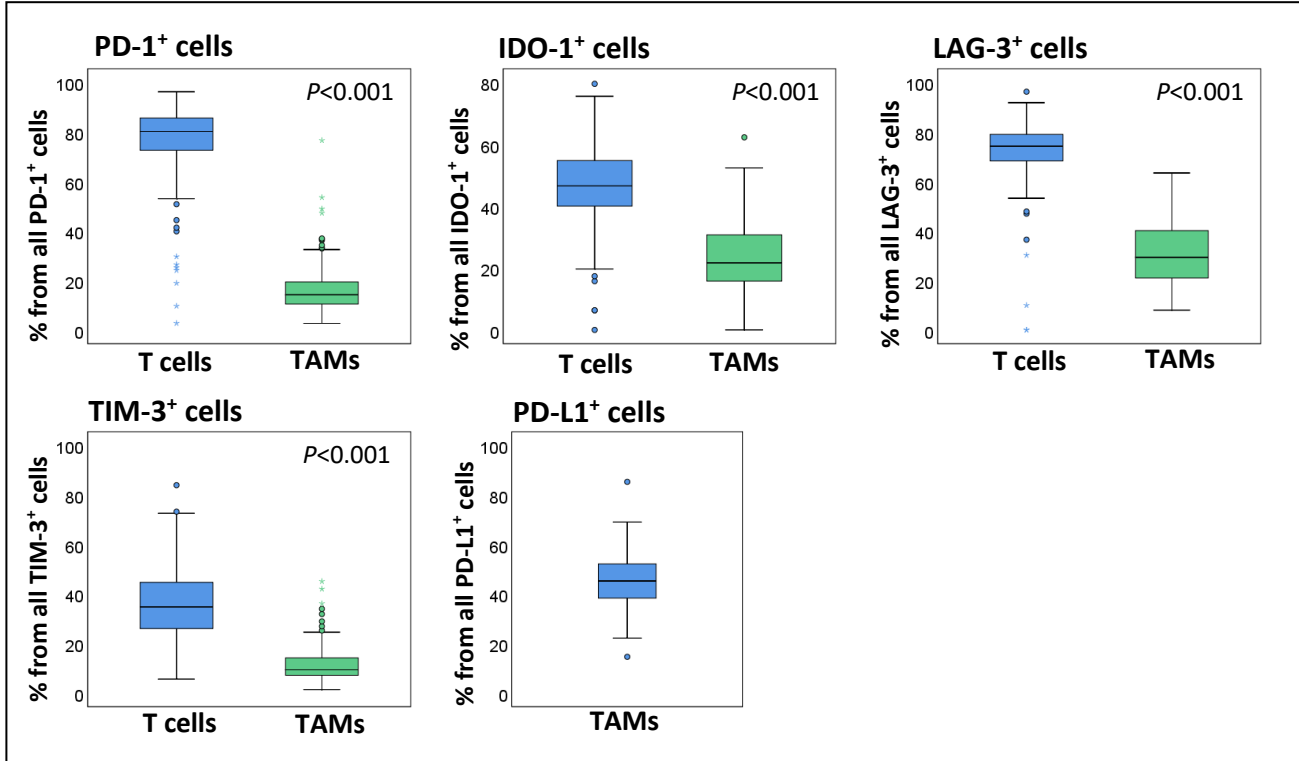 PD-1⁺ cells
% from all PD-1⁺ cells
100
80
60
40
20
0
P<0.001
T cells
TAMs
IDO-1⁺ cells
% from all IDO-1⁺ cells
80
60
40
20
0
P<0.001
T cells
TAMs
LAG-3⁺ cells
% from all LAG-3⁺ cells
100
80
60
40
20
0
P<0.001
T cells
TAMs
TIM-3⁺ cells
% from all TIM-3⁺ cells
100
80
60
40
20
0
P<0.001
T cells
TAMs
PD-L1⁺ cells
% from all PD-L1⁺ cells
100
80
60
40
20
0
TAMs